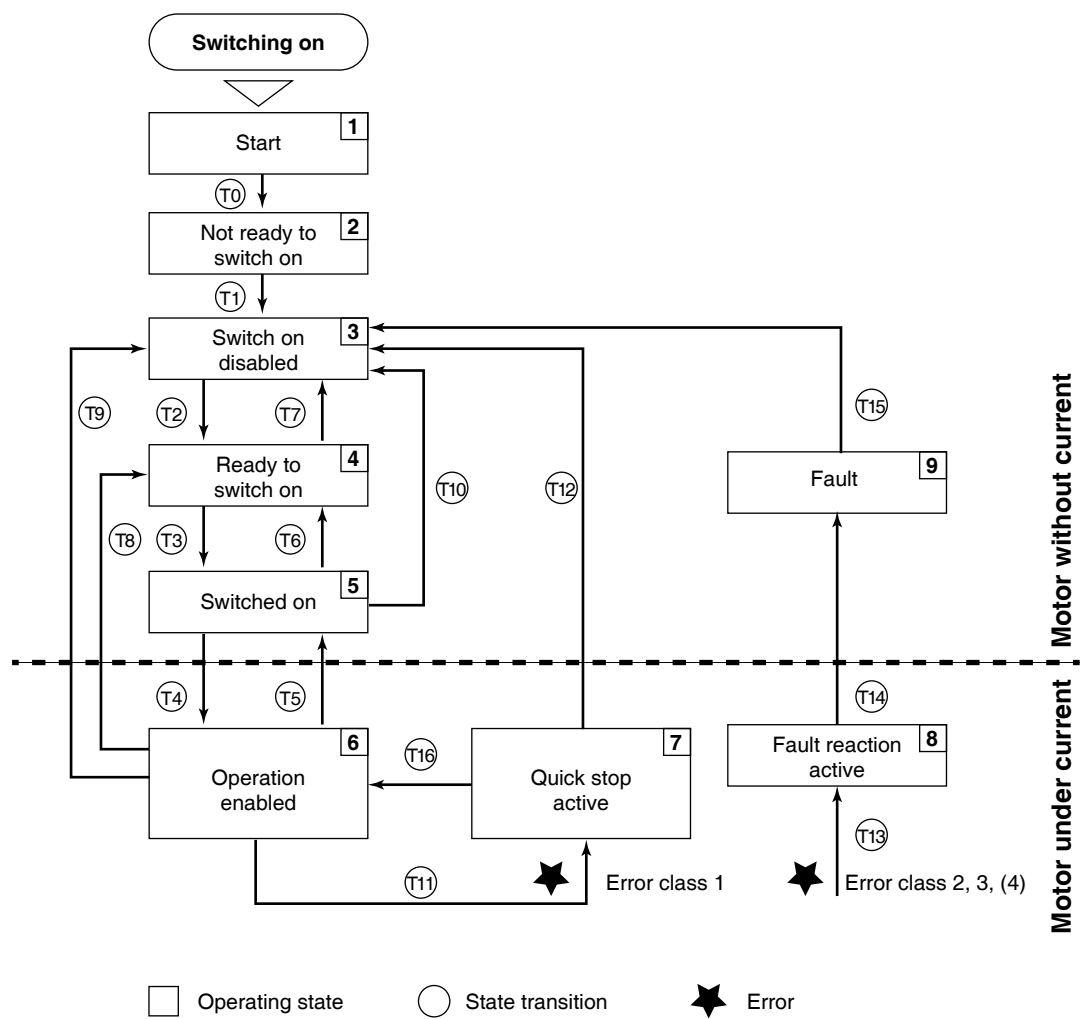 Switching on
1
Start
T0
2
Not ready to
switch on
T1
3
Switch on
disabled
T9
T2
T7
T15
4
Ready to
switch on
9
Fault
T10
T12
T8
T3
T6
5
Switched on
Motor without current
T4
T5
T14
6
Operation
enabled
T16
7
Quick stop
active
8
Fault reaction
active
T13
T11
Error class 1
Error class 2, 3, (4)
Motor under current
Operating state
State transition
Error